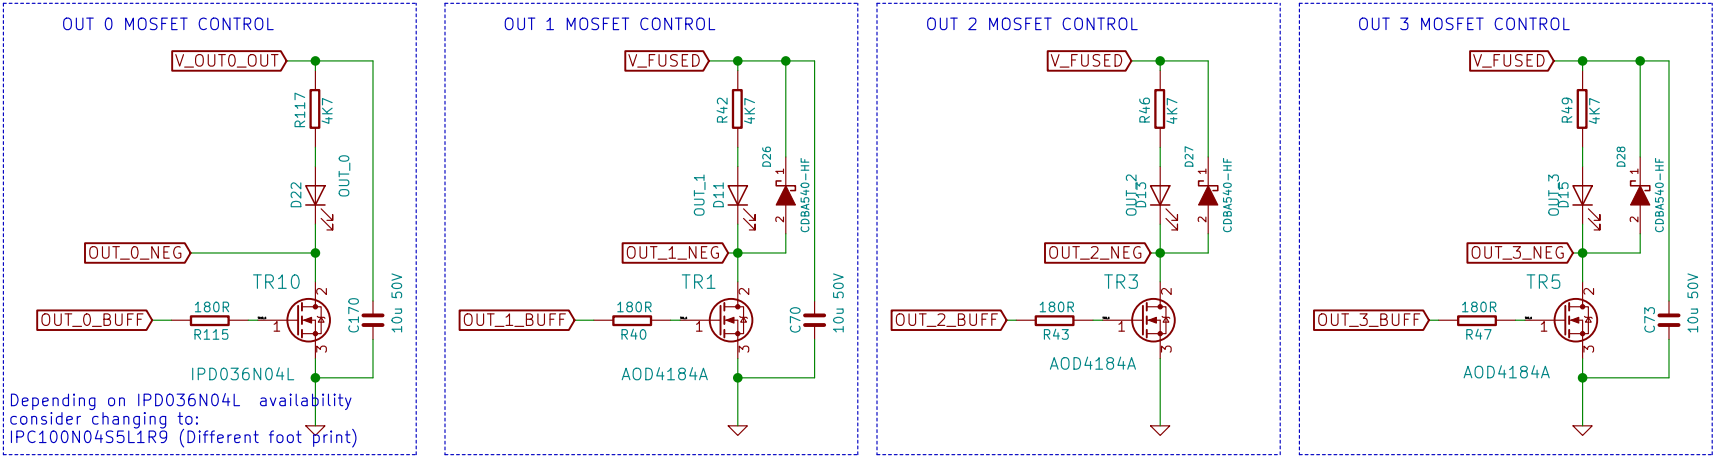 OUT 0 MOSFET CONTROL
V_OUT0_OUT
R117
4K7
D22
OUT_0
OUT_0_NEG
TR10
2
OUT_0_BUFF
180R
R115
1
3
C170
10u 50V
IPD036N04L
Depending on IPD036N04L availability
consider changing to:
IPC100N04S5L1R9 (Different foot print)
OUT 1 MOSFET CONTROL
V_FUSED
R42
4K7
OUT_1
D11
D26
1
2
CDBA540-HF
OUT_1_NEG
TR1
2
OUT_1_BUFF
180R
R40
1
3
C70
10u 50V
AOD4184A
OUT 2 MOSFET CONTROL
V_FUSED
R46
4K7
OUT_2
D13
D27
1
2
CDBA540-HF
OUT_2_NEG
TR3
2
OUT_2_BUFF
180R
R43
1
3
AOD4184A
OUT 3 MOSFET CONTROL
V_FUSED
R49
4K7
OUT_3
D15
D28
1
2
CDBA540-HF
OUT_3_NEG
TR5
2
OUT_3_BUFF
180R
R47
1
3
C73
10u 50V
AOD4184A